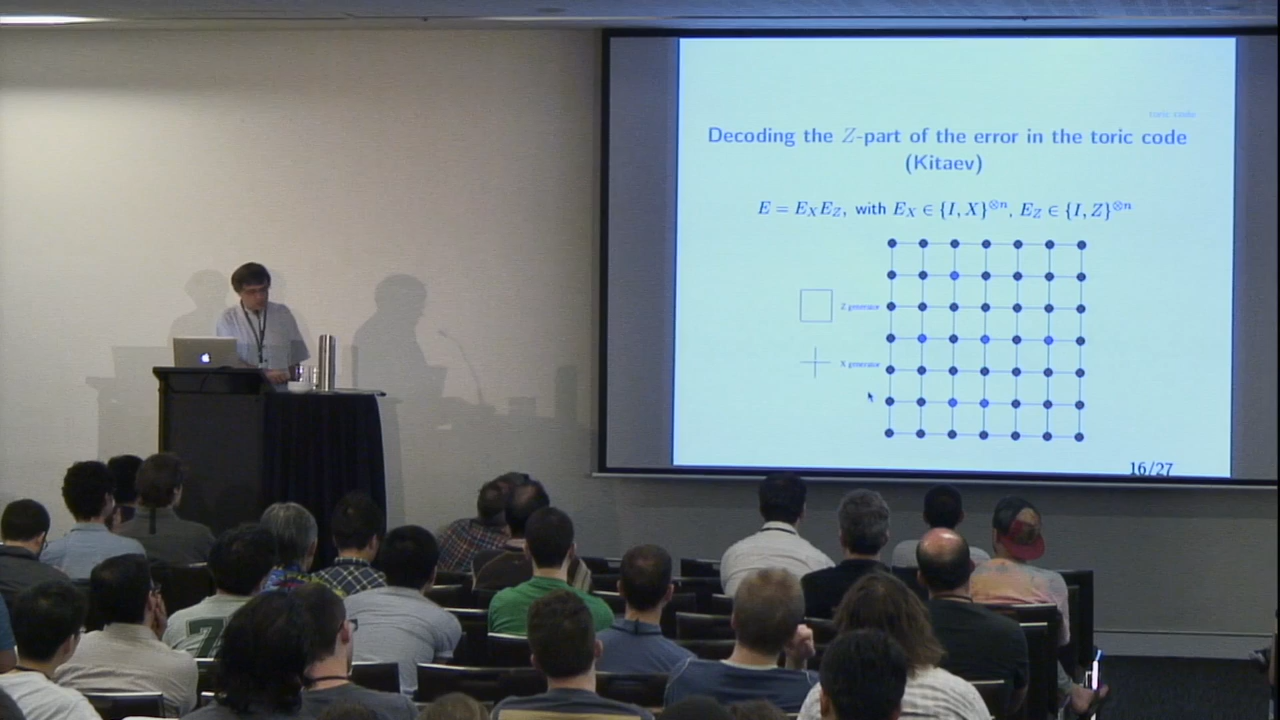 toric code
Decoding the Z-part of the error in the toric code
(Kitaev)
E = E_X E_Z, with E_X ∈ {I, X}^{⊗n}, E_Z ∈ {I, Z}^{⊗n}
Z generator
X generator
16/27
7